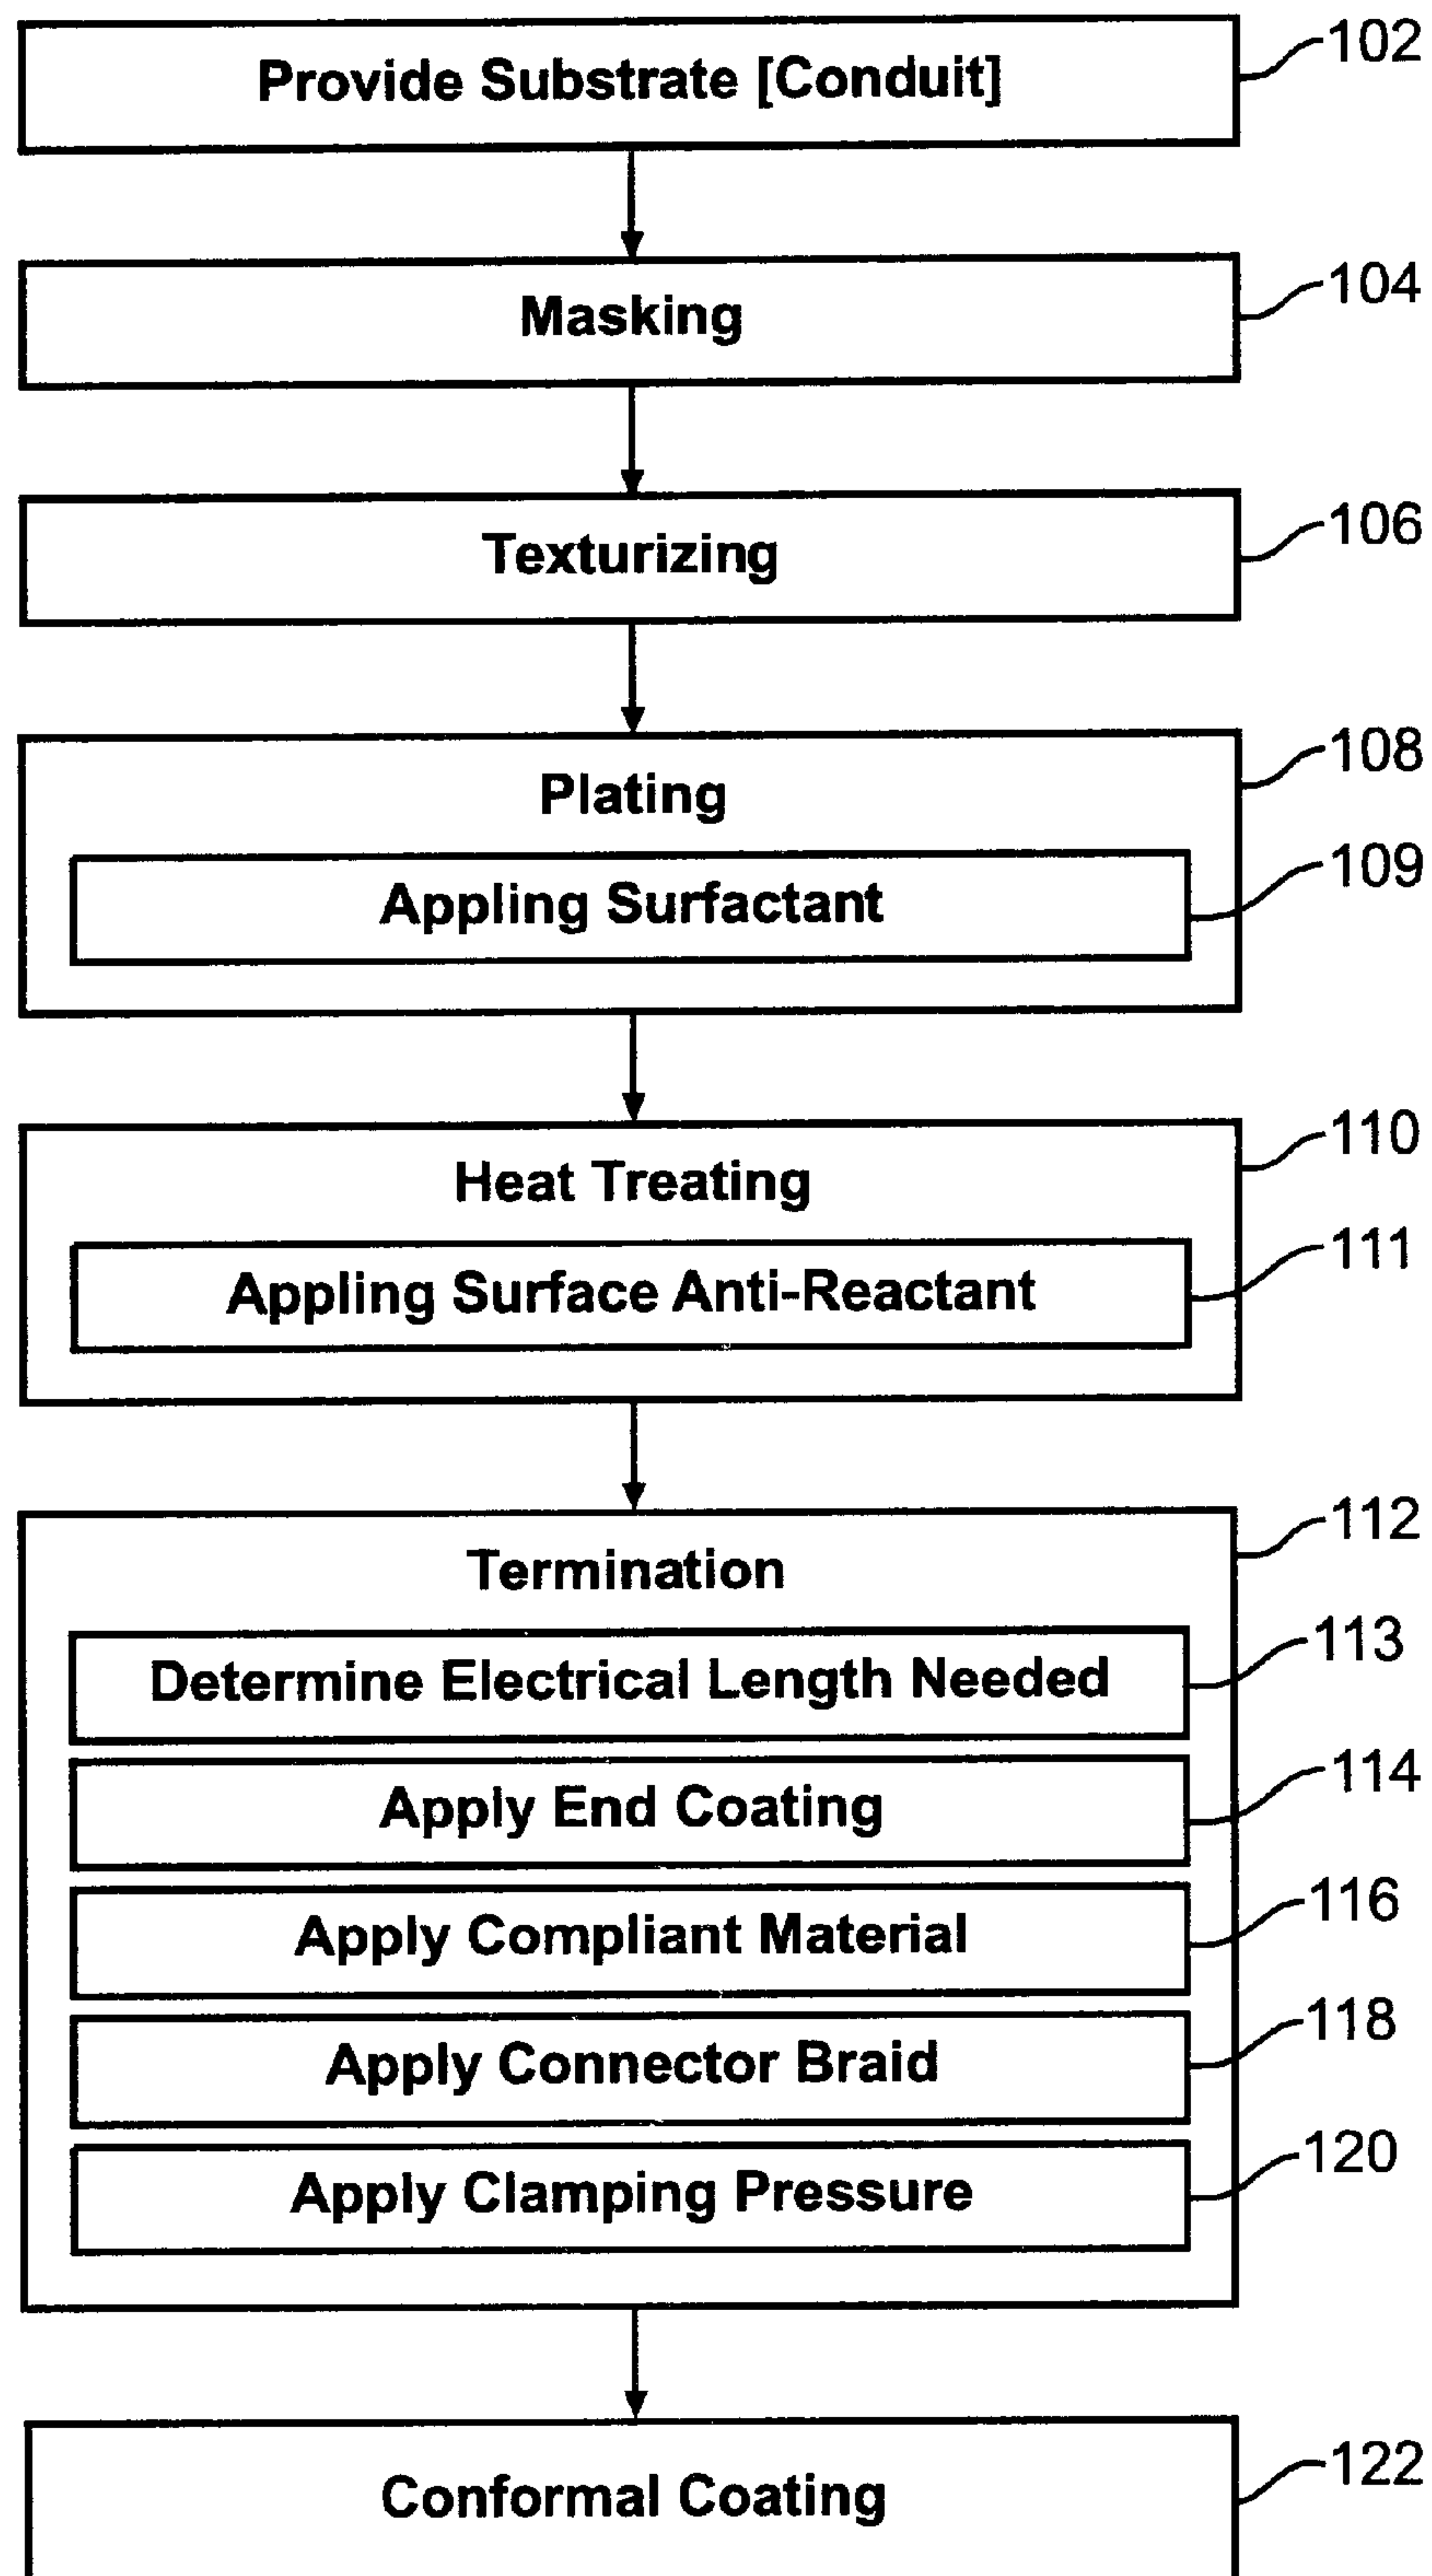 Provide Substrate [Conduit]
102
Masking
104
Texturizing
106
Plating
108
Appling Surfactant
109
Heat Treating
110
Appling Surface Anti-Reactant
111
Termination
112
Determine Electrical Length Needed
113
Apply End Coating
114
Apply Compliant Material
116
Apply Connector Braid
118
Apply Clamping Pressure
120
Conformal Coating
122